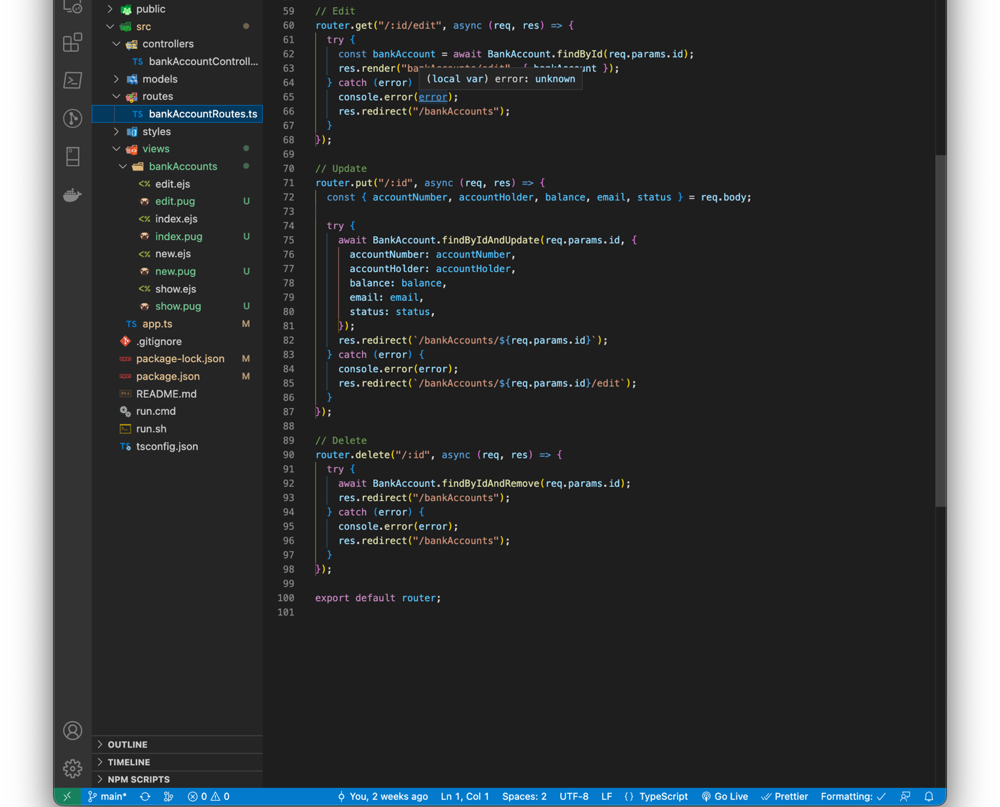 public
src
controllers
bankAccountControll...
models
routes
bankAccountRoutes.ts
styles
views
bankAccounts
<% edit.ejs
edit.pug U
<% index.ejs
index.pug U
<% new.ejs
new.pug U
<% show.ejs
show.pug U
TS app.ts M
.gitignore
package-lock.json M
package.json M
README.md
run.cmd
run.sh
tsconfig.json
OUTLINE
TIMELINE
NPM SCRIPTS
59 // Edit
60 router.get("/:id/edit", async (req, res) => {
61 try {
62 const bankAccount = await BankAccount.findById(req.params.id);
63 res.render("bankAccounts/edit", { bankAccount });
(local var) error: unknown
64 } catch (error)
65 console.error(error);
66 res.redirect("/bankAccounts");
67 }
68 });
69
70 // Update
71 router.put("/:id", async (req, res) => {
72 const { accountNumber, accountHolder, balance, email, status } = req.body;
73
74 try {
75 await BankAccount.findByIdAndUpdate(req.params.id, {
76 accountNumber: accountNumber,
77 accountHolder: accountHolder,
78 balance: balance,
79 email: email,
80 status: status,
81 });
82 res.redirect(`/bankAccounts/${req.params.id}`);
83 } catch (error) {
84 console.error(error);
85 res.redirect(`/bankAccounts/${req.params.id}/edit`);
86 }
87 });
88
89 // Delete
90 router.delete("/:id", async (req, res) => {
91 try {
92 await BankAccount.findByIdAndRemove(req.params.id);
93 res.redirect("/bankAccounts");
94 } catch (error) {
95 console.error(error);
96 res.redirect("/bankAccounts");
97 }
98 });
99
100 export default router;
101
main* 0 0 You, 2 weeks ago Ln 1, Col 1 Spaces: 2 UTF-8 LF {} TypeScript Go Live Prettier Formatting: ✓